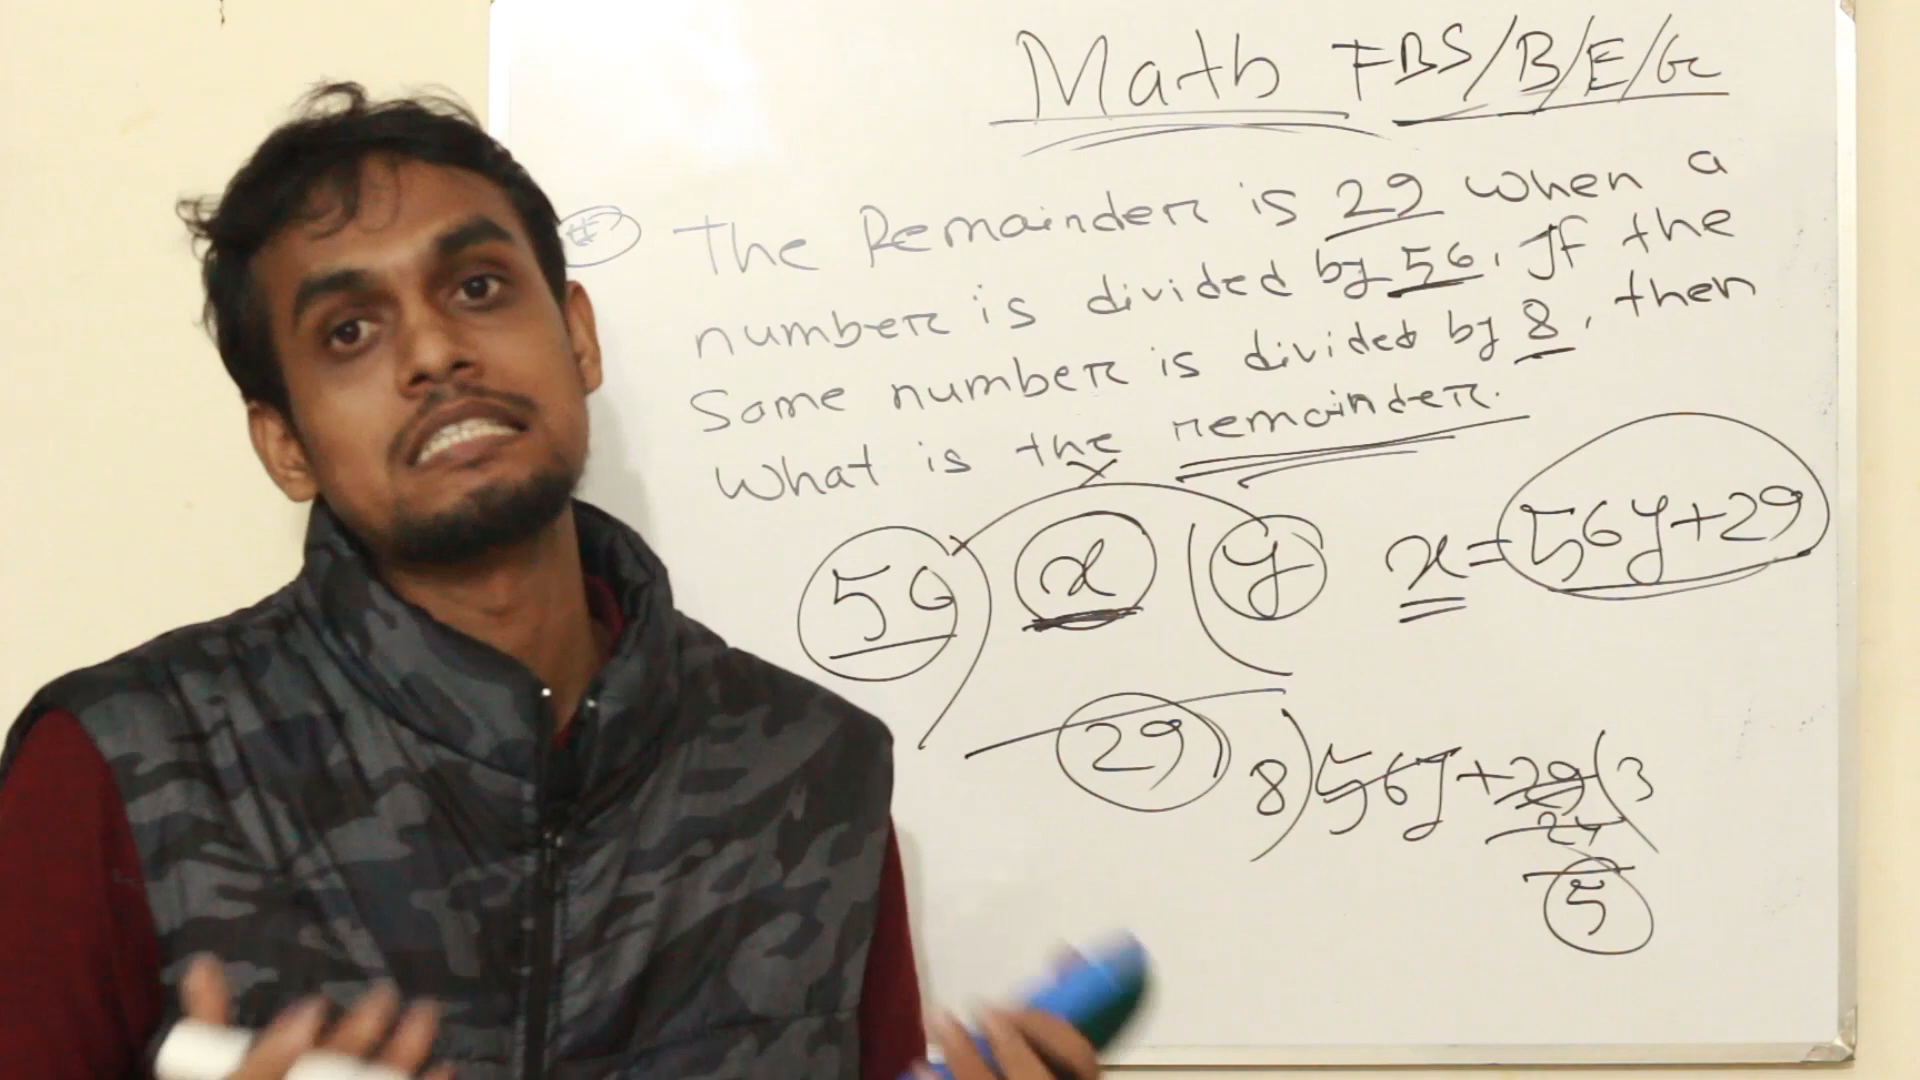 Math FBS/B/E/G
The Remainder is 29 when a
number is divided by 56. If the
Same number is divided by 8, then
What is the remainder.
56) x ( y x = 56y+29
29
8) 56y+29 ( 3
24
5